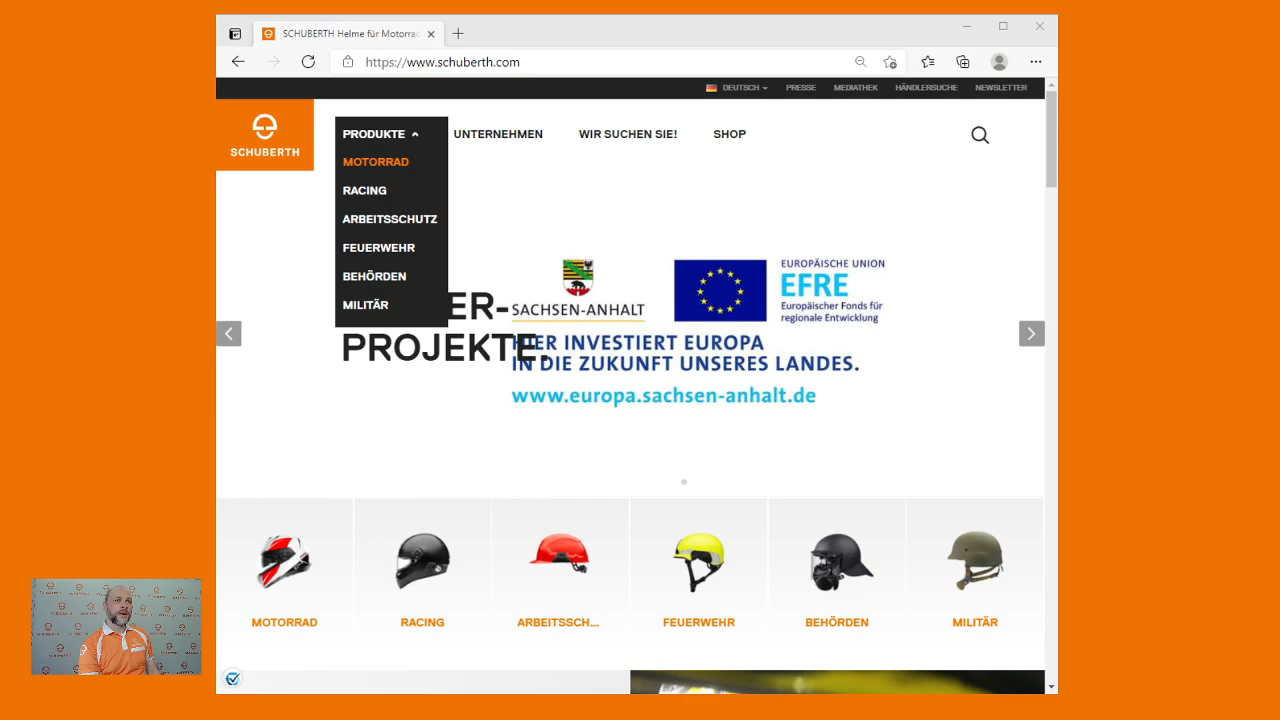 SCHUBERTH Helme für Motorra
https://www.schuberth.com
DEUTSCH
PRESSE
MEDIATHEK
HÄNDLERSUCHE
NEWSLETTER
SCHUBERTH
PRODUKTE
UNTERNEHMEN
WIR SUCHEN SIE!
SHOP
MOTORRAD
RACING
ARBEITSSCHUTZ
FEUERWEHR
BEHÖRDEN
MILITÄR
ER-
PROJEKTE.
SACHSEN-ANHALT
EUROPÄISCHE UNION
EFRE
Europäischer Fonds für
regionale Entwicklung
HIER INVESTIERT EUROPA
IN DIE ZUKUNFT UNSERES LANDES.
www.europa.sachsen-anhalt.de
MOTORRAD
RACING
ARBEITSSCH...
FEUERWEHR
BEHÖRDEN
MILITÄR